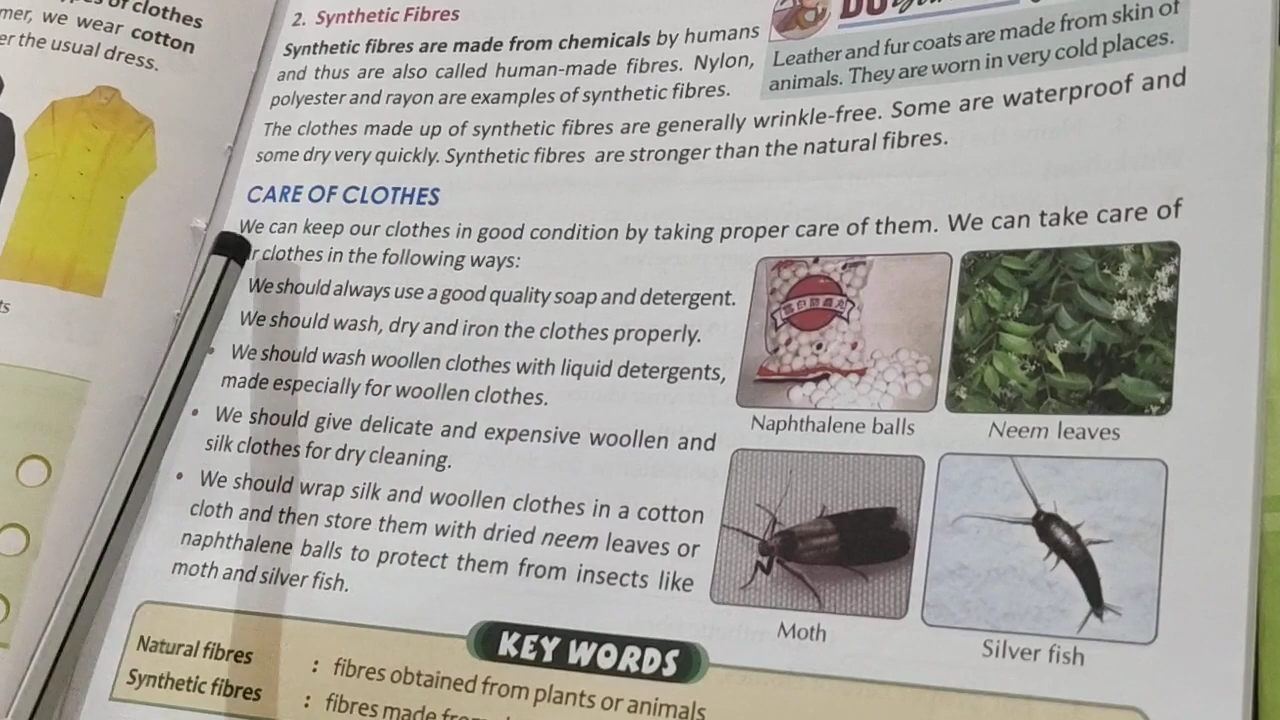 of clothes
mer, we wear cotton
er the usual dress.
ts
2. Synthetic Fibres
Synthetic fibres are made from chemicals by humans
and thus are also called human-made fibres. Nylon,
polyester and rayon are examples of synthetic fibres.
Leather and fur coats are made from skin of
animals. They are worn in very cold places.
The clothes made up of synthetic fibres are generally wrinkle-free. Some are waterproof and
some dry very quickly. Synthetic fibres are stronger than the natural fibres.
CARE OF CLOTHES
We can keep our clothes in good condition by taking proper care of them. We can take care of
r clothes in the following ways:
We should always use a good quality soap and detergent.
We should wash, dry and iron the clothes properly.
• We should wash woollen clothes with liquid detergents,
made especially for woollen clothes.
• We should give delicate and expensive woollen and
silk clothes for dry cleaning.
• We should wrap silk and woollen clothes in a cotton
cloth and then store them with dried neem leaves or
naphthalene balls to protect them from insects like
moth and silver fish.
Naphthalene balls
Neem leaves
Moth
Silver fish
KEY WORDS
Natural fibres : fibres obtained from plants or animals
Synthetic fibres : fibres made